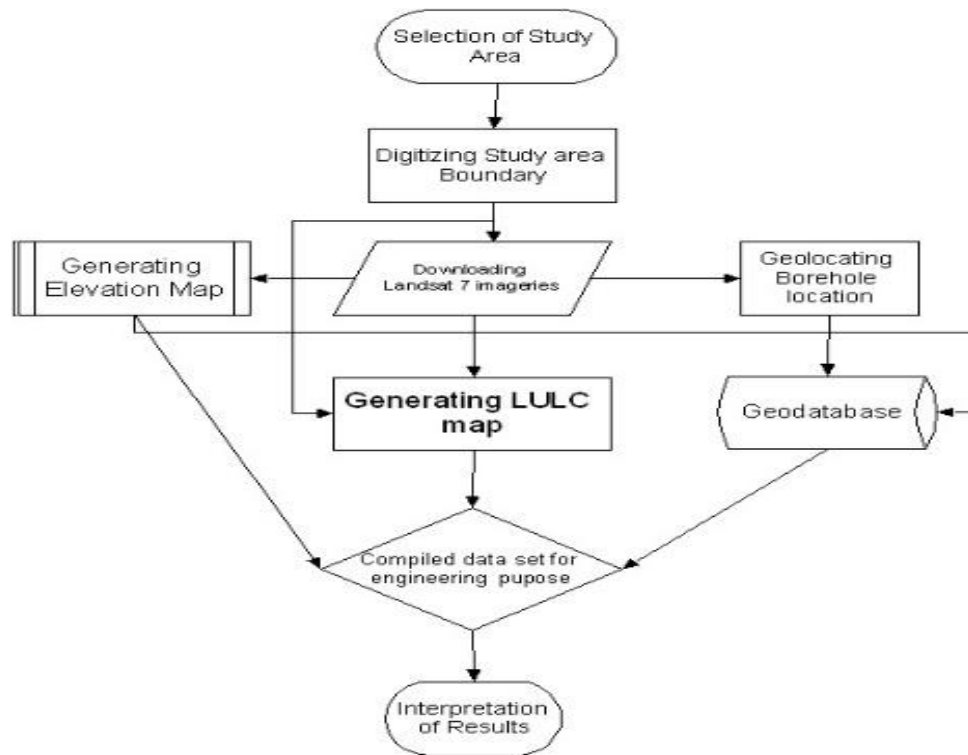 Selection of Study
Area
Digitizing Study area
Boundary
Generating
Elevation Map
Downloading
Landsat 7 imageries
Geolocating
Borehole
location
Generating LULC
map
Geodatabase
Compiled data set for
engineering pupose
Interpretation
of Results